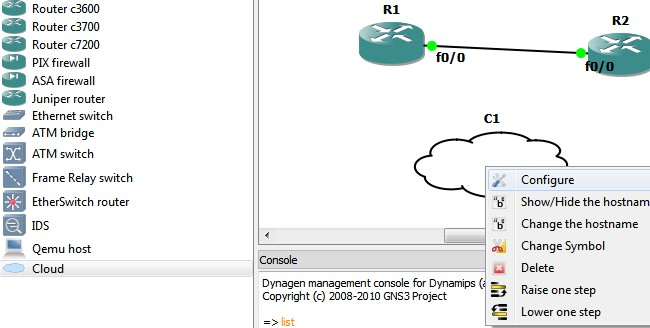 Router c3600
Router c3700
Router c7200
PIX firewall
ASA firewall
Juniper router
Ethernet switch
ATM bridge
ATM switch
Frame Relay switch
EtherSwitch router
IDS
Qemu host
Cloud
R1
R2
f0/0
f0/0
C1
Configure
Show/Hide the hostnam
Change the hostname
Change Symbol
Delete
Raise one step
Lower one step
Console
Dynagen management console for Dynamips (a
Copyright (c) 2008-2010 GNS3 Project
=> list